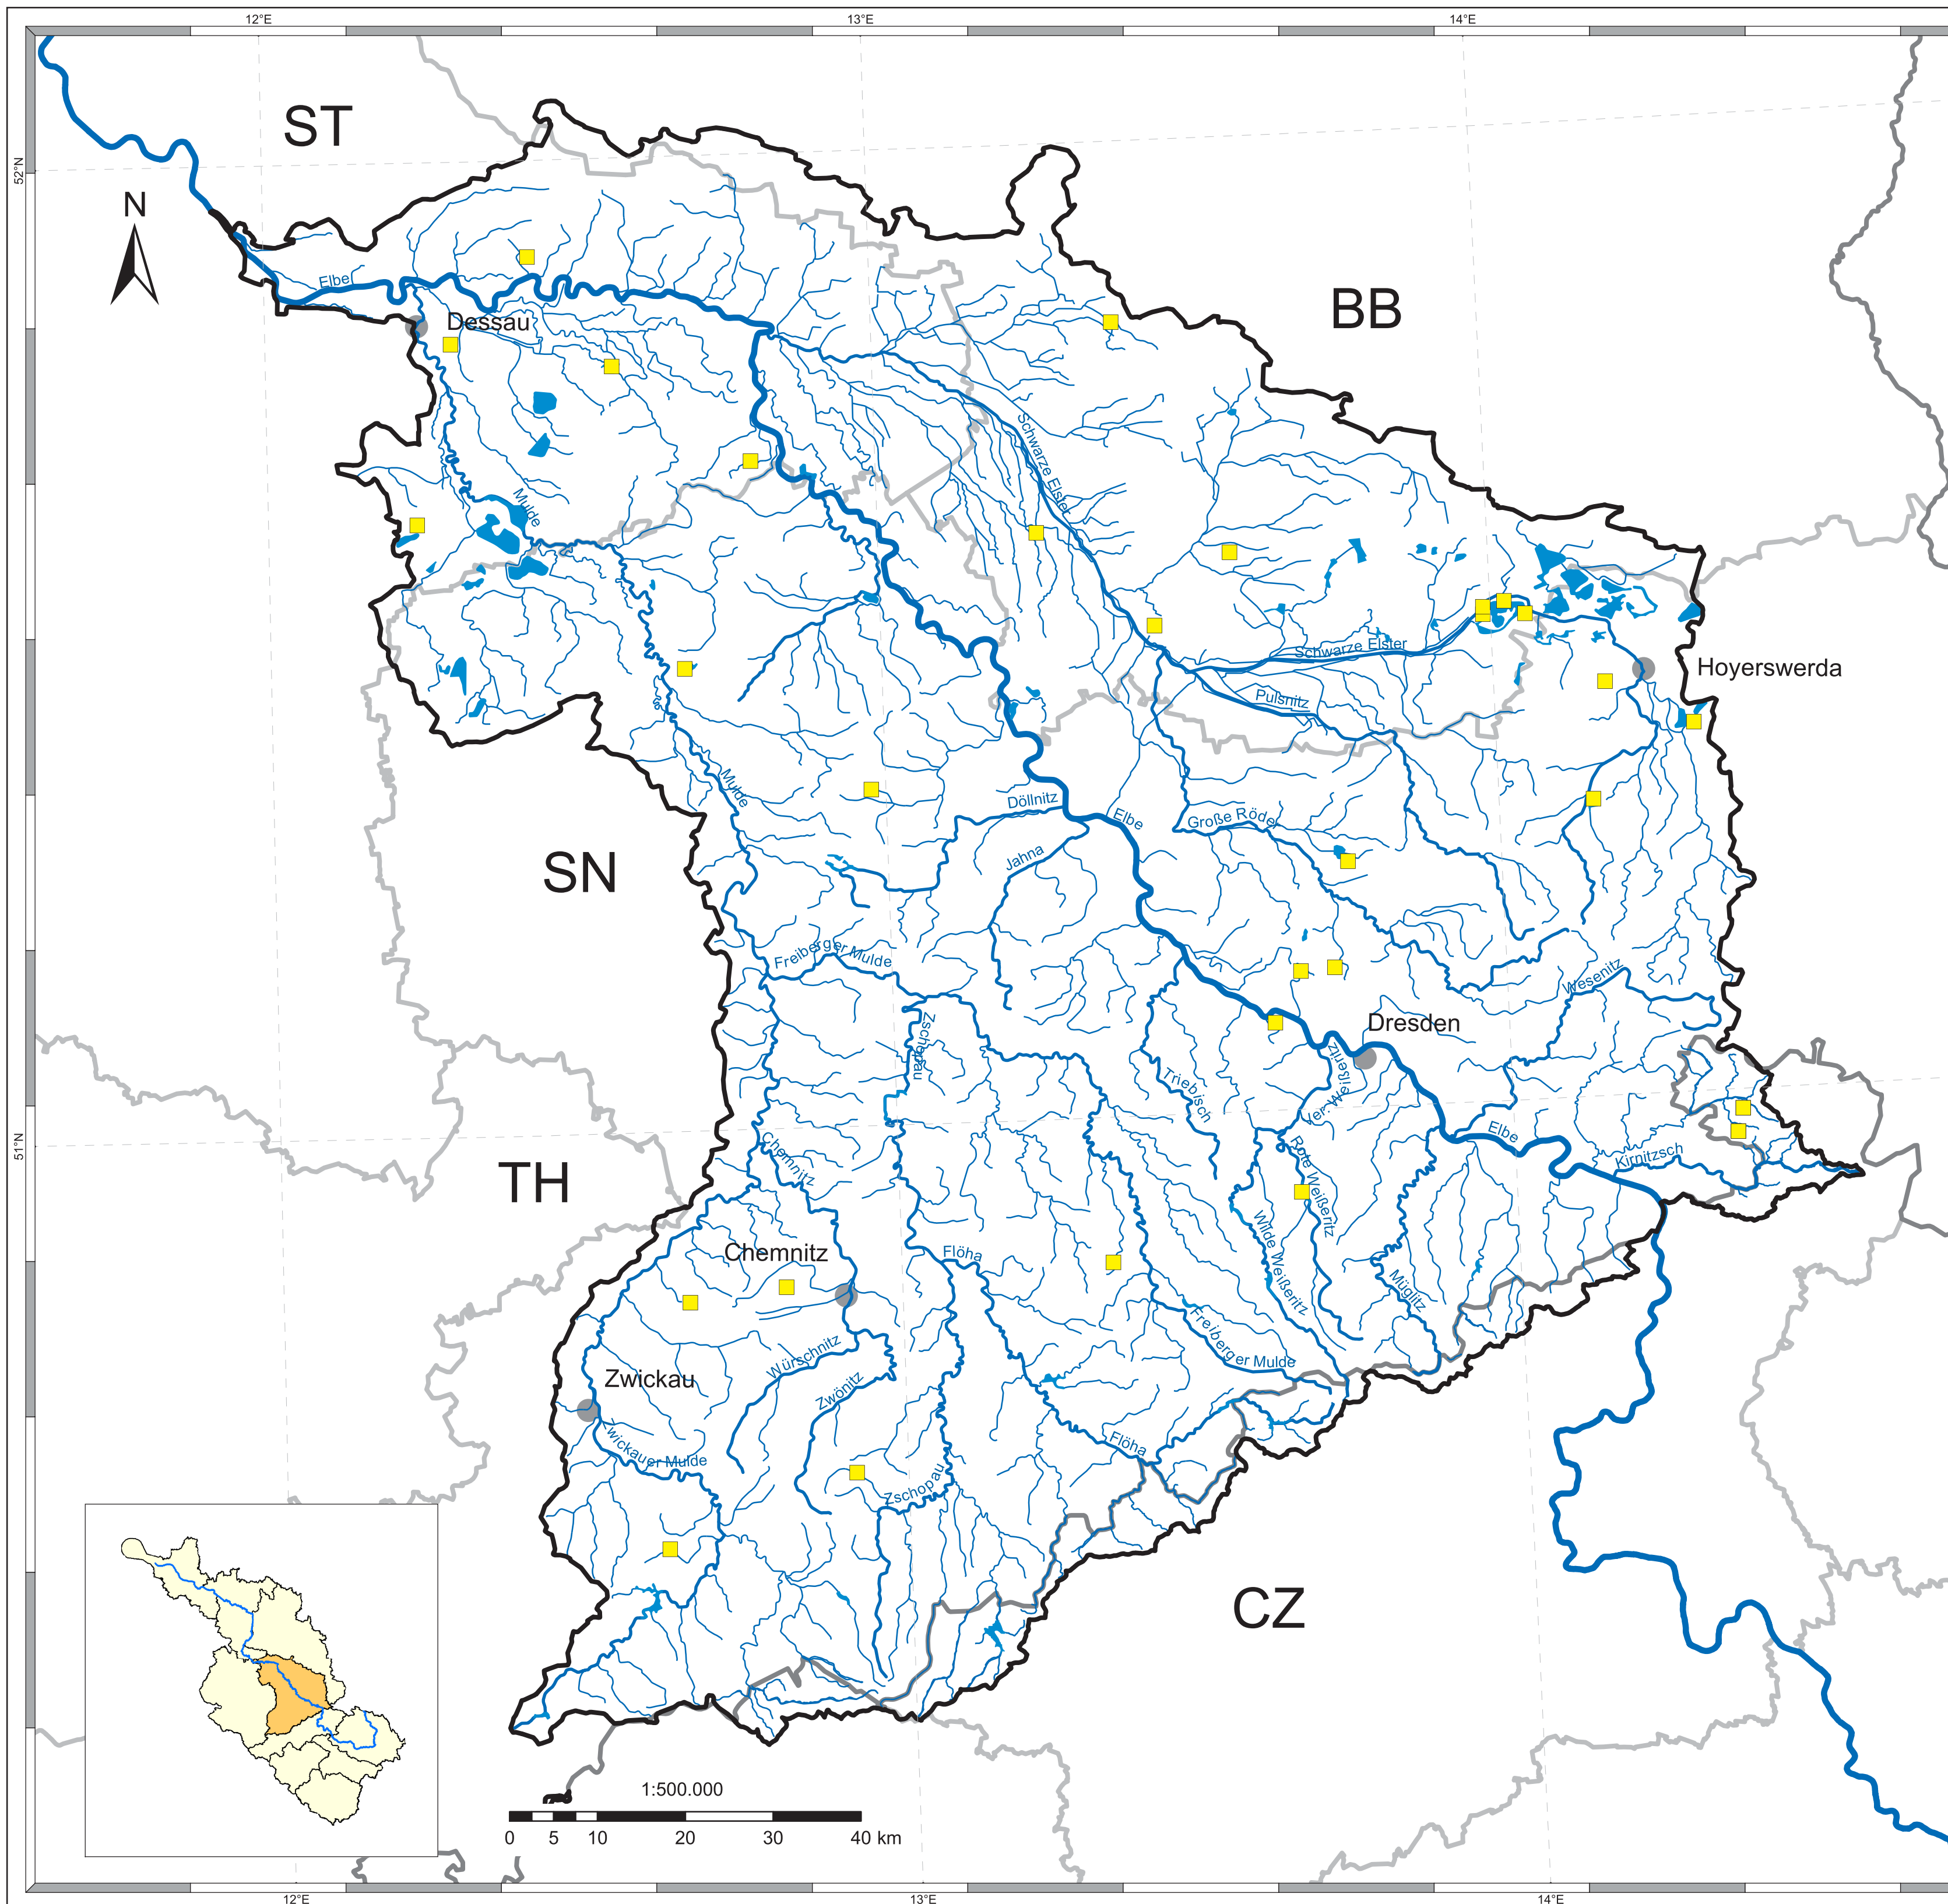 12°E
13°E
14°E
52°N
ST
N
BB
Elbe
Dessau
Schwarze Elster
Mulde
Schwarze Elster
Hoyerswerda
Pulsnitz
Mulde
Döllnitz
Elbe
Große Röder
Jahna
SN
Freiberger Mulde
Wesenitz
Zschopau
Dresden
Weißeritz
Triebisch
51°N
Elbe
Chemnitz
Kirnitzsch
TH
Rote Weißeritz
Wilde Weißeritz
Chemnitz
Flöha
Müglitz
Freiberger Mulde
Würschnitz
Zwickau
Zwönitz
Zwickauer Mulde
Flöha
Zschopau
CZ
1:500.000
0 5 10 20 30 40 km
12°E
13°E
14°E